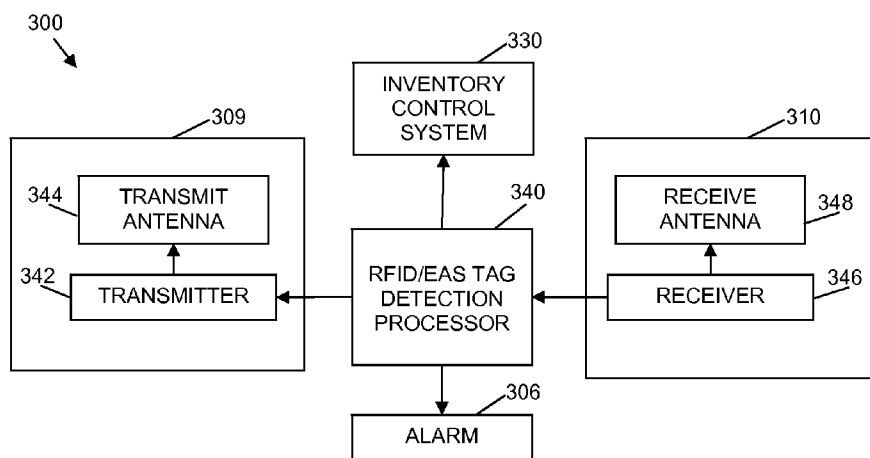 300
330
INVENTORY
CONTROL
SYSTEM
309
310
344
TRANSMIT
ANTENNA
340
RECEIVE
ANTENNA
348
342
TRANSMITTER
RFID/EAS TAG
DETECTION
PROCESSOR
RECEIVER
346
306
ALARM